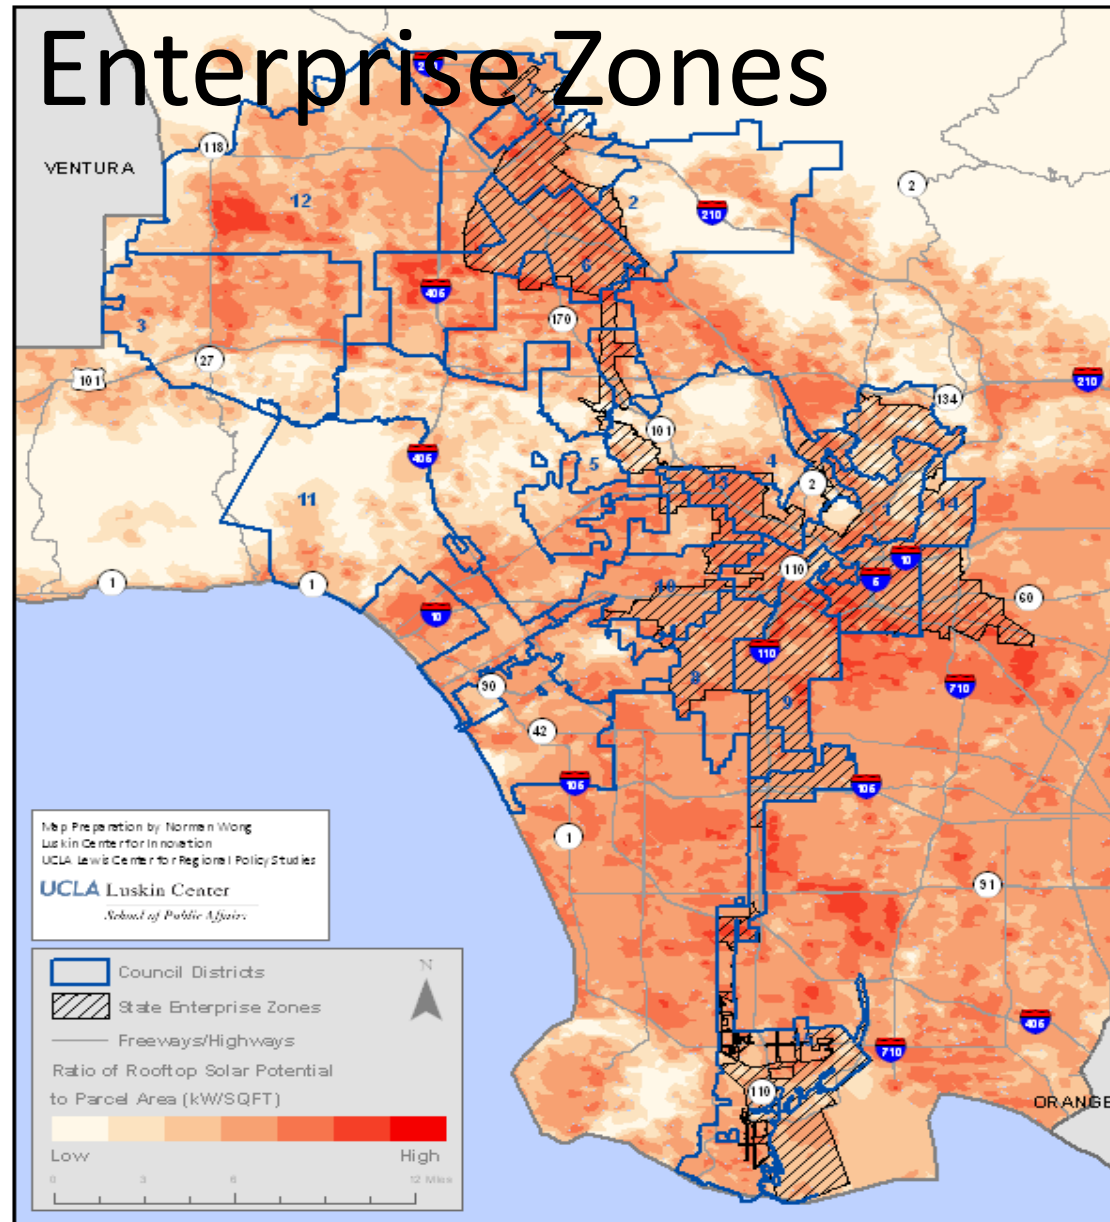 Enterprise Zones
VENTURA
118
12
2
2
210
6
405
3
170
27
101
210
134
101
405
5
4
13
2
11
1
14
10
110
5
1
1
10
10
60
110
8
9
710
90
42
105
105
1
91
Map Preparation by Norman Wong
Luskin Center for Innovation
UCLA Lewis Center for Regional Policy Studies
UCLA Luskin Center
School of Public Affairs
Council Districts
N
State Enterprise Zones
Freeways/Highways
Ratio of Rooftop Solar Potential
to Parcel Area (kW/SQFT)
Low
High
0 3 6 12 Miles
405
710
15
110
ORANGE